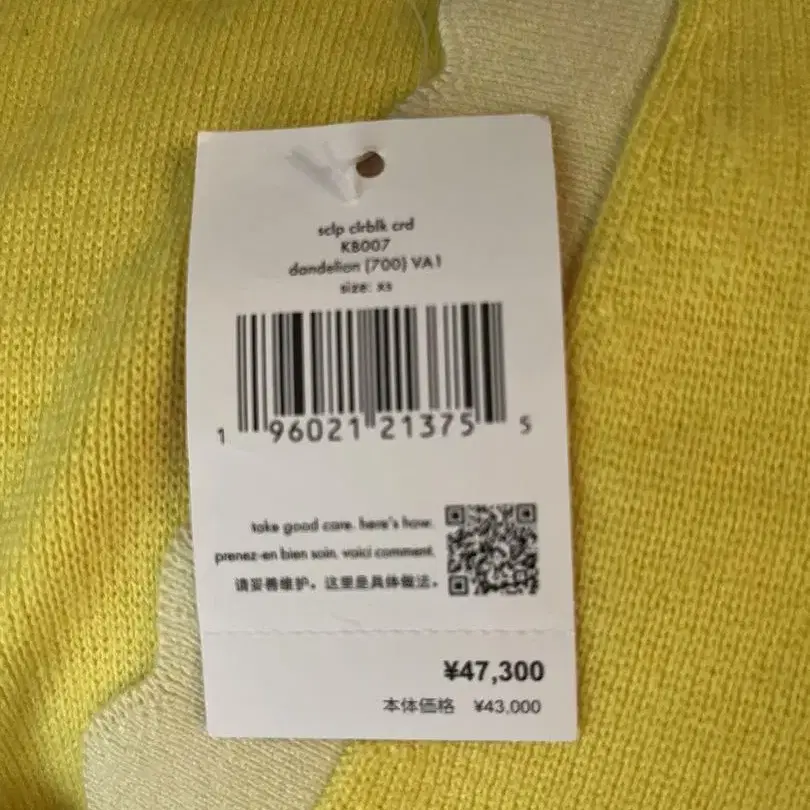 sclp clrblk crd
KB007
dandelion (700) VA1
size: xs
1 96021 21375 5
take good care. here's how.
prenez-en bien soin. voici comment.
请妥善维护。这里是具体做法。
¥47,300
本体価格 ¥43,000